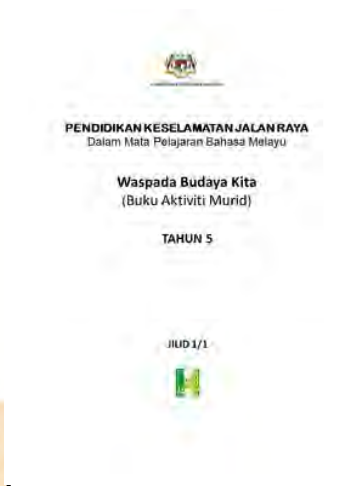 PENDIDIKAN KESELAMATAN JALAN RAYA
Dalam Mata Pelajaran Bahasa Melayu
Waspada Budaya Kita
(Buku Aktiviti Murid)
TAHUN 5
JILID 1/1